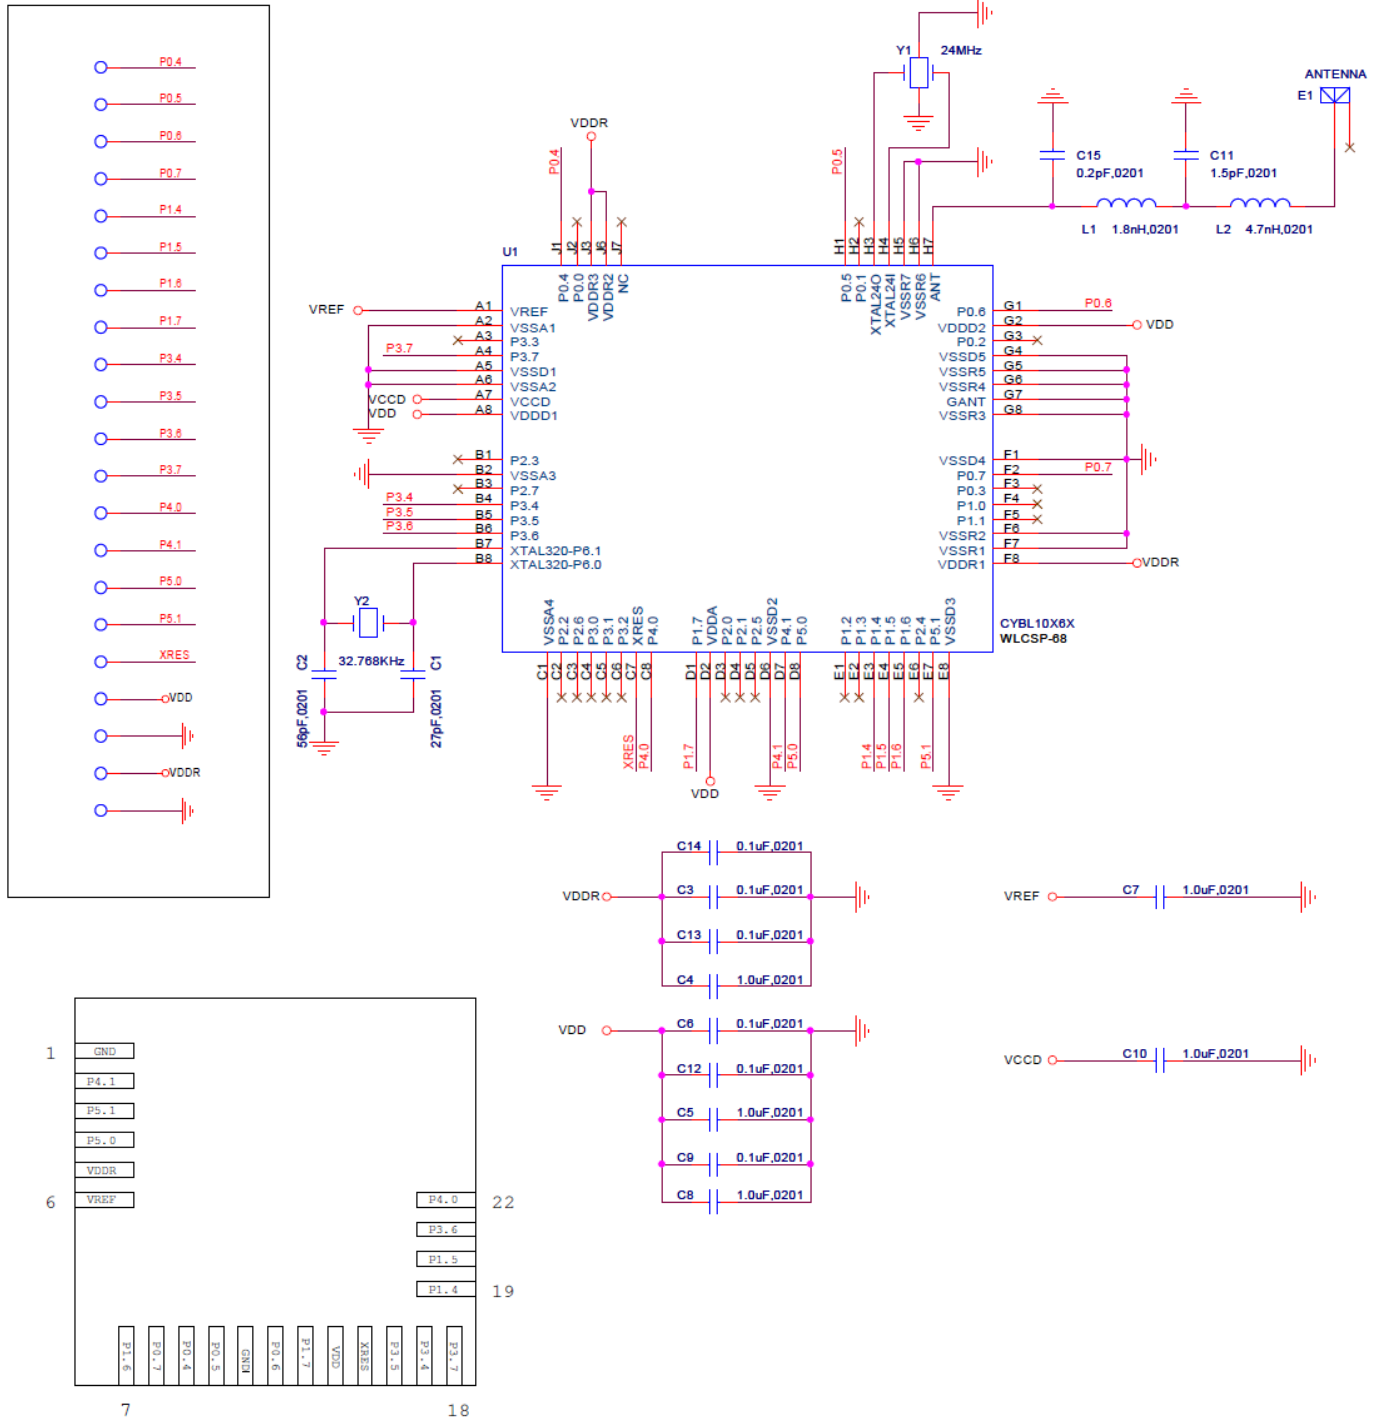 P0.4
P0.5
P0.6
P0.7
P1.4
P1.5
P1.6
P1.7
P3.4
P3.5
P3.6
P3.7
P4.0
P4.1
P5.0
P5.1
XRES
VDD
VDDR
Y1 24MHz
ANTENNA
E1
C15
0.2pF,0201
C11
1.5pF,0201
L1 1.8nH,0201
L2 4.7nH,0201
VDDR
P0.4
P0.5
U1
J1 J2 J3 J6 J7
P0.4 P0.0 VDDR3 VDDR2 NC
H1 H2 H3 H4 H5 H6 H7
P0.5 P0.1 XTAL24O XTAL24I VSSR7 VSSR6 ANT
VREF A1 VREF
A2 VSSA1
A3 P3.3
P3.7 A4 P3.7
A5 VSSD1
A6 VSSA2
VCCD A7 VCCD
VDD A8 VDDD1
B1 P2.3
B2 VSSA3
B3 P2.7
P3.4 B4 P3.4
P3.5 B5 P3.5
P3.6 B6 P3.6
B7 XTAL320-P6.1
B8 XTAL320-P6.0
P0.6 G1 P0.6
VDDD2 G2 VDD
P0.2 G3
VSSD5 G4
VSSR5 G5
VSSR4 G6
GANT G7
VSSR3 G8
VSSD4 F1
P0.7 F2 P0.7
P0.3 F3
P1.0 F4
P1.1 F5
VSSR2 F6
VSSR1 F7
VDDR1 F8 VDDR
Y2
32.768KHz
C2
56pF,0201
C1
27pF,0201
VSSA4 P2.2 P2.6 P3.0 P3.1 P3.2 XRES P4.0
C1 C2 C3 C4 C5 C6 C7 C8
XRES P4.0
P1.7 VDDA P2.0 P2.1 P2.5 VSSD2 P4.1 P5.0
D1 D2 D3 D4 D5 D6 D7 D8
P1.7 VDD P4.1 P5.0
P1.2 P1.3 P1.4 P1.5 P1.6 P2.4 P5.1 VSSD3
E1 E2 E3 E4 E5 E6 E7 E8
P1.4 P1.5 P1.6 P5.1
CYBL10X6X
WLCSP-68
C14 0.1uF,0201
VDDR C3 0.1uF,0201
C13 0.1uF,0201
C4 1.0uF,0201
VDD C6 0.1uF,0201
C12 0.1uF,0201
C5 1.0uF,0201
C9 0.1uF,0201
C8 1.0uF,0201
VREF C7 1.0uF,0201
VCCD C10 1.0uF,0201
1 GND
P4.1
P5.1
P5.0
VDDR
6 VREF
P4.0 22
P3.6
P1.5
P1.4 19
P1.6 P0.7 P0.4 P0.5 GND P0.6 P1.7 VDD XRES P3.5 P3.4 P3.7
7 18